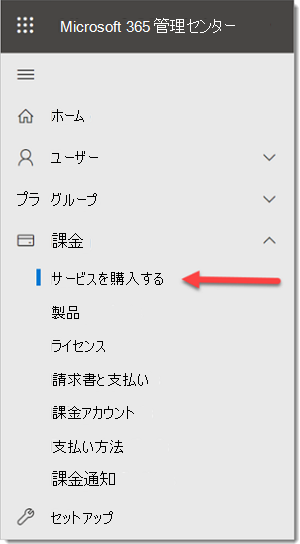 Microsoft 365 管理センター
ホーム
ユーザー
プラ グループ
課金
サービスを購入する
製品
ライセンス
請求書と支払い
課金アカウント
支払い方法
課金通知
セットアップ